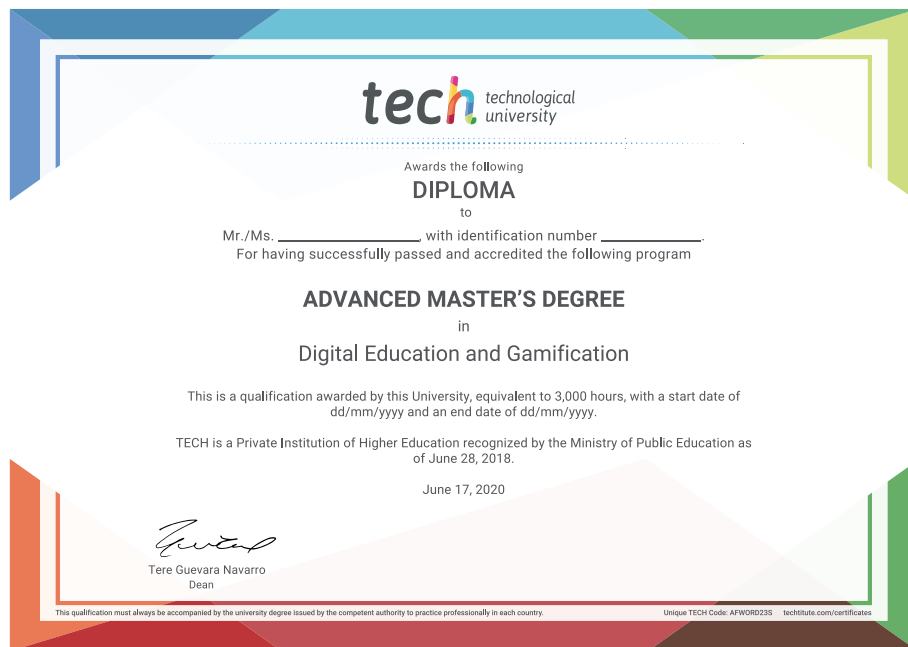 tech technological
university
Awards the following
DIPLOMA
to
Mr./Ms. ____________________, with identification number ______________.
For having successfully passed and accredited the following program
ADVANCED MASTER'S DEGREE
in
Digital Education and Gamification
This is a qualification awarded by this University, equivalent to 3,000 hours, with a start date of
dd/mm/yyyy and an end date of dd/mm/yyyy.
TECH is a Private Institution of Higher Education recognized by the Ministry of Public Education as
of June 28, 2018.
June 17, 2020
Tere Guevara Navarro
Dean
This qualification must always be accompanied by the university degree issued by the competent authority to practice professionally in each country. Unique TECH Code: AFWORD23S techtitute.com/certificates